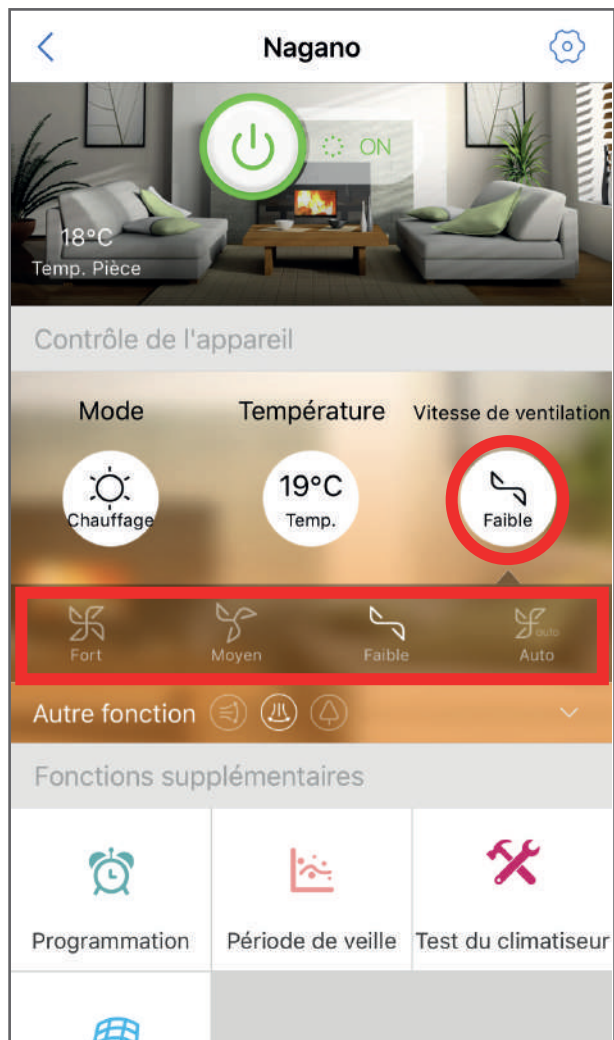 Nagano
ON
18°C
Temp. Pièce
Contrôle de l'appareil
Mode
Température
Vitesse de ventilation
Chauffage
19°C
Temp.
Faible
Fort
Moyen
Faible
auto
Auto
Autre fonction
Fonctions supplémentaires
Programmation
Période de veille
Test du climatiseur